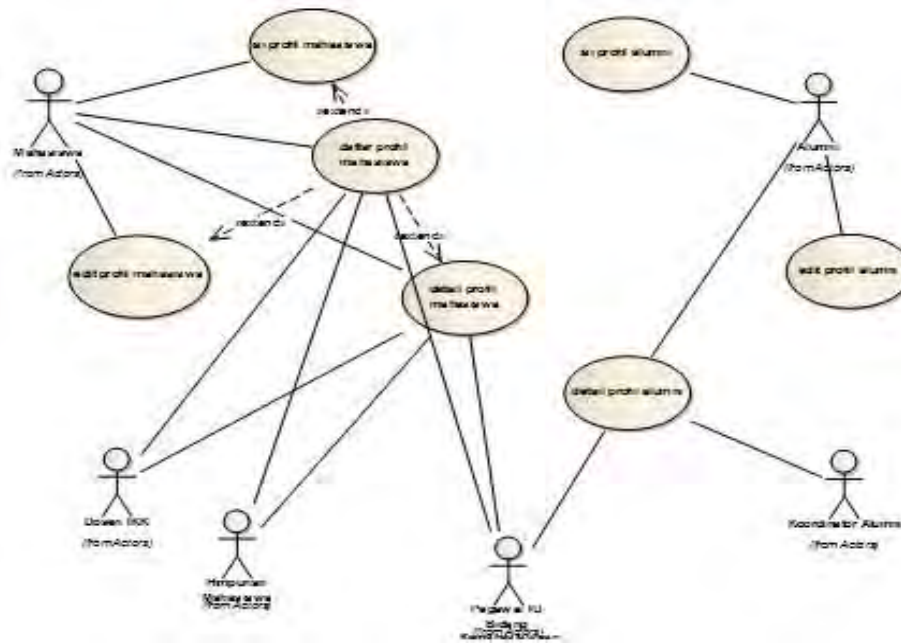 isi profil mahasiswa
isi profil alumni
Mahasiswa
(from Actors)
«extend»
daftar profil
mahasiswa
Alumni
(from Actors)
«extend»
«extend»
edit profil mahasiswa
edit profil alumni
detail profil
mahasiswa
detail profil alumni
Dosen IKK
(from Actors)
Koordinator Alumni
(from Actors)
Himpunan
Mahasiswa
(from Actors)
Bidang